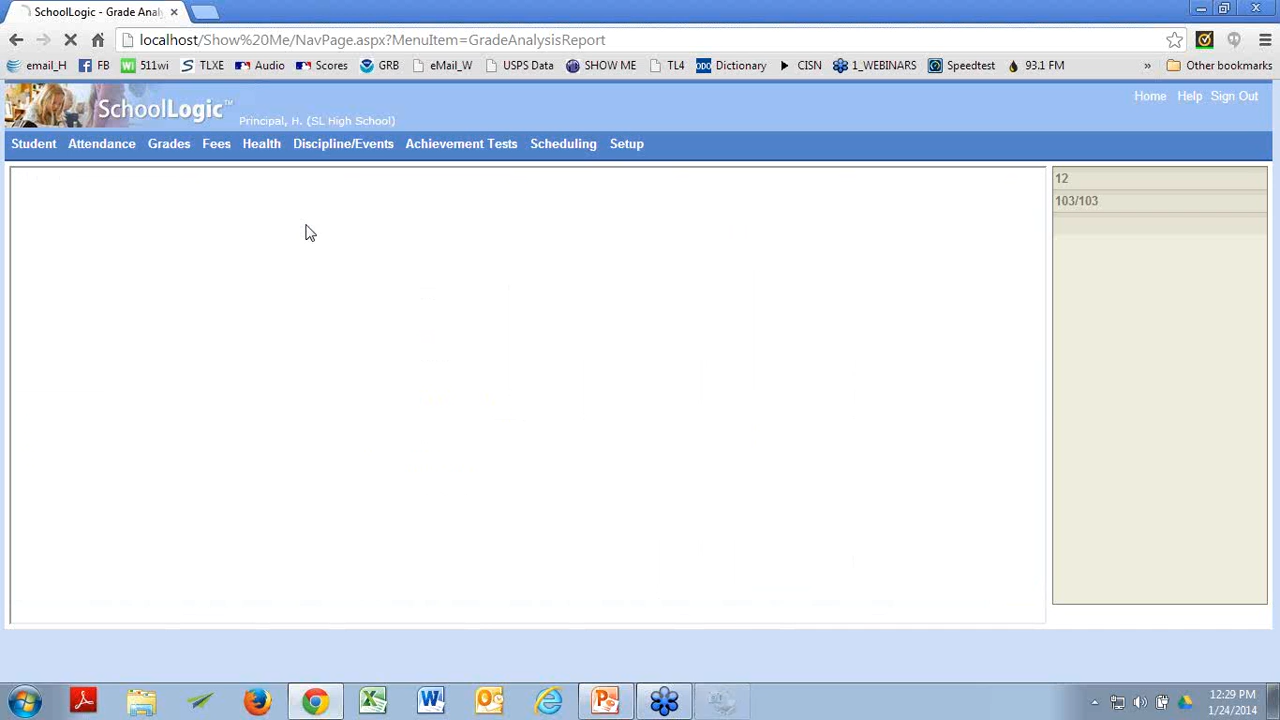 SchoolLogic - Grade Anal
localhost/Show%20Me/NavPage.aspx?MenuItem=GradeAnalysisReport
email_H FB 511wi TLXE Audio Scores GRB eMail_W USPS Data SHOW ME TL4 Dictionary CISN 1_WEBINARS Speedtest 93.1 FM » Other bookmarks
SchoolLogic™ Principal, H. (SL High School) Home Help Sign Out
Student Attendance Grades Fees Health Discipline/Events Achievement Tests Scheduling Setup
12
103/103
12:29 PM
1/24/2014